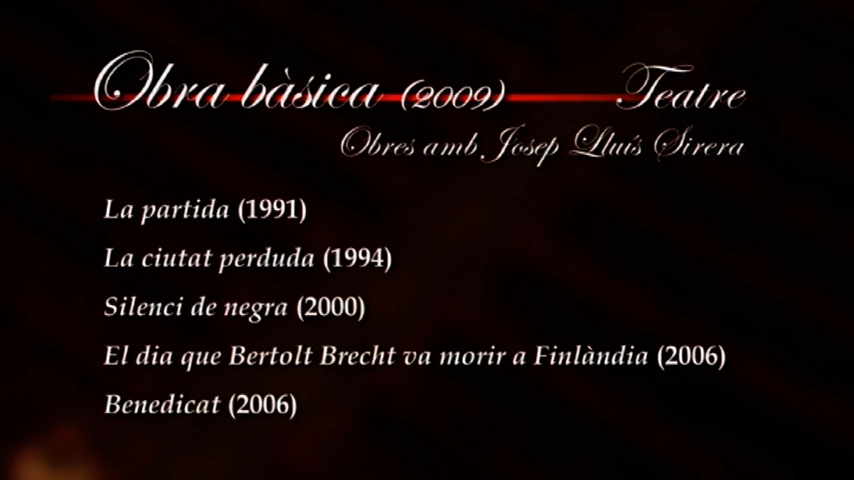 Obra bàsica (2009) Teatre
Obres amb Josep Lluís Sirera
La partida (1991)
La ciutat perduda (1994)
Silenci de negra (2000)
El dia que Bertolt Brecht va morir a Finlàndia (2006)
Benedicat (2006)